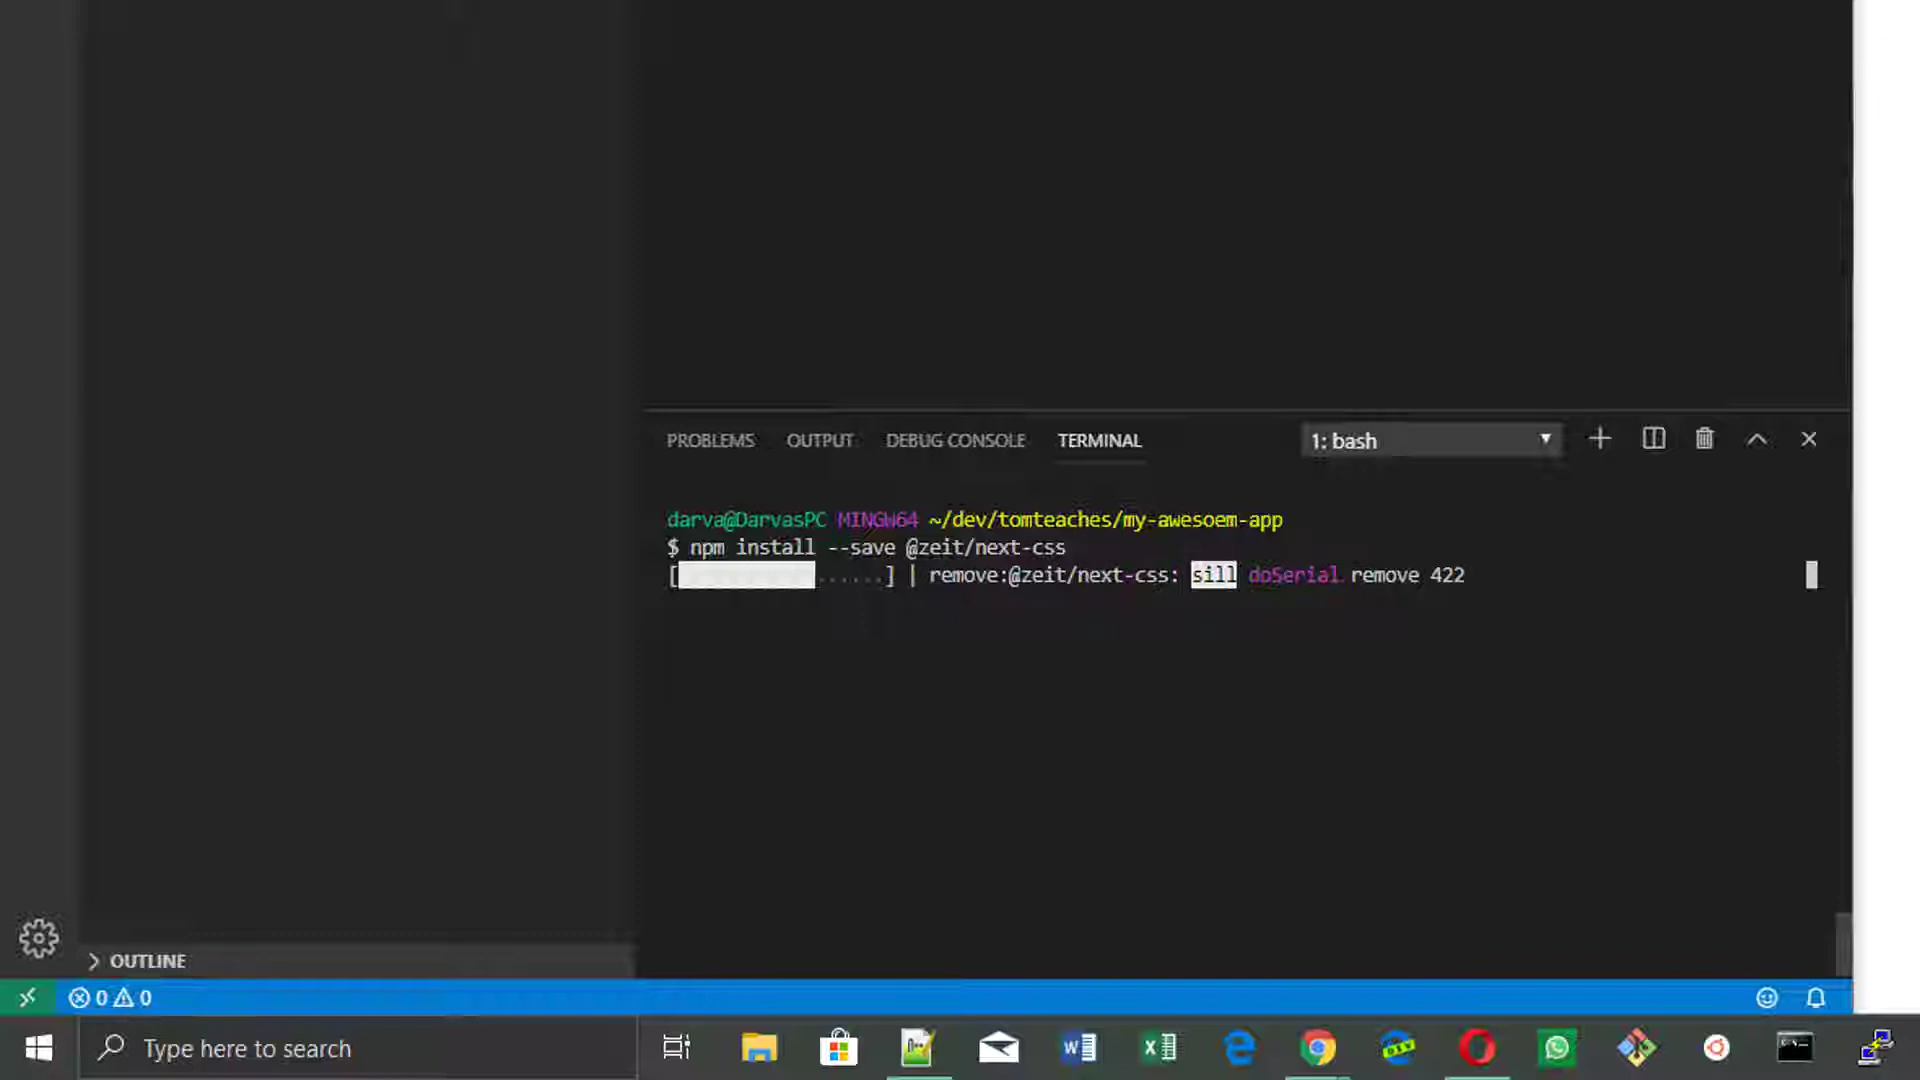 PROBLEMS OUTPUT DEBUG CONSOLE TERMINAL 1: bash
darva@DarvasPC MINGW64 ~/dev/tomteaches/my-awesoem-app
$ npm install --save @zeit/next-css
[ ......] | remove:@zeit/next-css: sill doSerial remove 422
OUTLINE
0 0
Type here to search